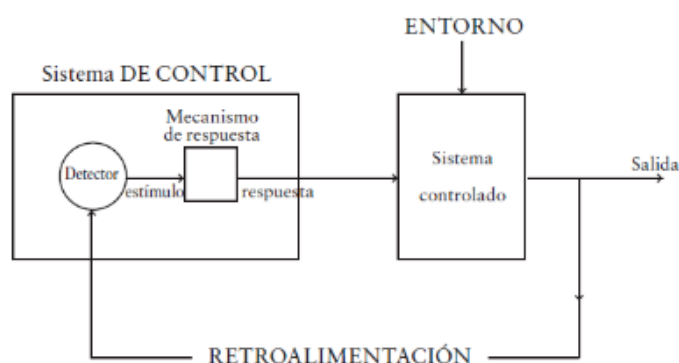 ENTORNO
Sistema DE CONTROL
Mecanismo
de respuesta
Detector
estímulo
respuesta
Sistema
controlado
Salida
RETROALIMENTACIÓN